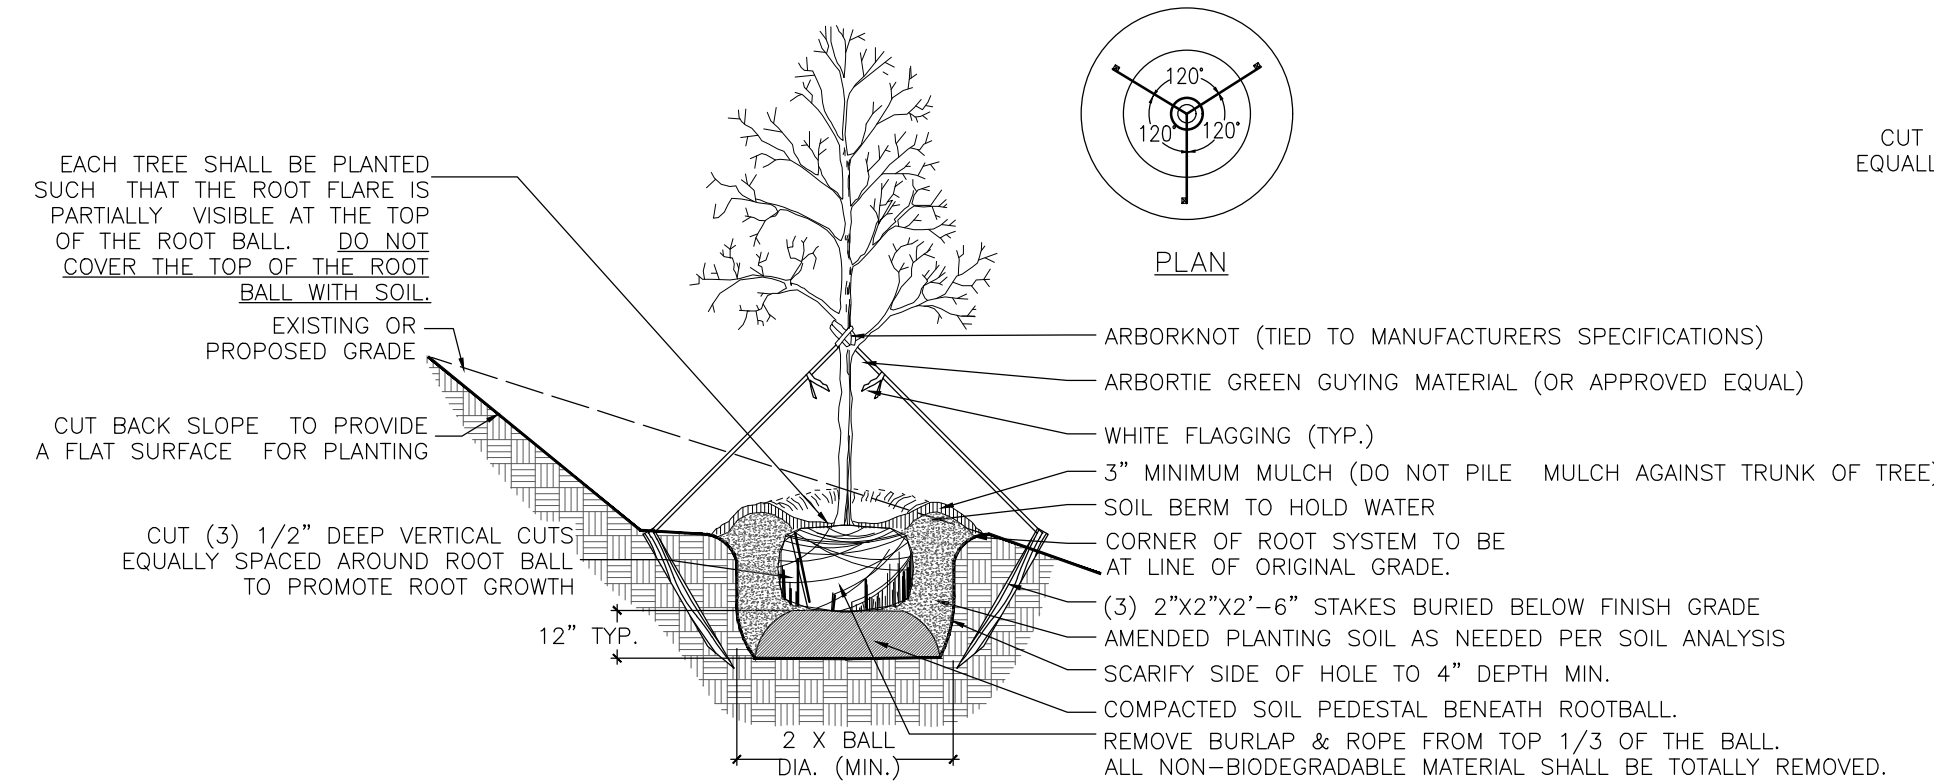 EACH TREE SHALL BE PLANTED
SUCH THAT THE ROOT FLARE IS
PARTIALLY VISIBLE AT THE TOP
OF THE ROOT BALL. DO NOT
COVER THE TOP OF THE ROOT
BALL WITH SOIL.
EXISTING OR
PROPOSED GRADE
CUT BACK SLOPE TO PROVIDE
A FLAT SURFACE FOR PLANTING
CUT (3) 1/2" DEEP VERTICAL CUTS
EQUALLY SPACED AROUND ROOT BALL
TO PROMOTE ROOT GROWTH
12" TYP.
2 X BALL
DIA. (MIN.)
120°
120°
120°
PLAN
ARBORKNOT (TIED TO MANUFACTURERS SPECIFICATIONS)
ARBORTIE GREEN GUYING MATERIAL (OR APPROVED EQUAL)
WHITE FLAGGING (TYP.)
3" MINIMUM MULCH (DO NOT PILE MULCH AGAINST TRUNK OF TREE)
SOIL BERM TO HOLD WATER
CORNER OF ROOT SYSTEM TO BE
AT LINE OF ORIGINAL GRADE.
(3) 2"X2"X2'-6" STAKES BURIED BELOW FINISH GRADE
AMENDED PLANTING SOIL AS NEEDED PER SOIL ANALYSIS
SCARIFY SIDE OF HOLE TO 4" DEPTH MIN.
COMPACTED SOIL PEDESTAL BENEATH ROOTBALL.
REMOVE BURLAP & ROPE FROM TOP 1/3 OF THE BALL.
ALL NON-BIODEGRADABLE MATERIAL SHALL BE TOTALLY REMOVED.
CUT
EQUALL